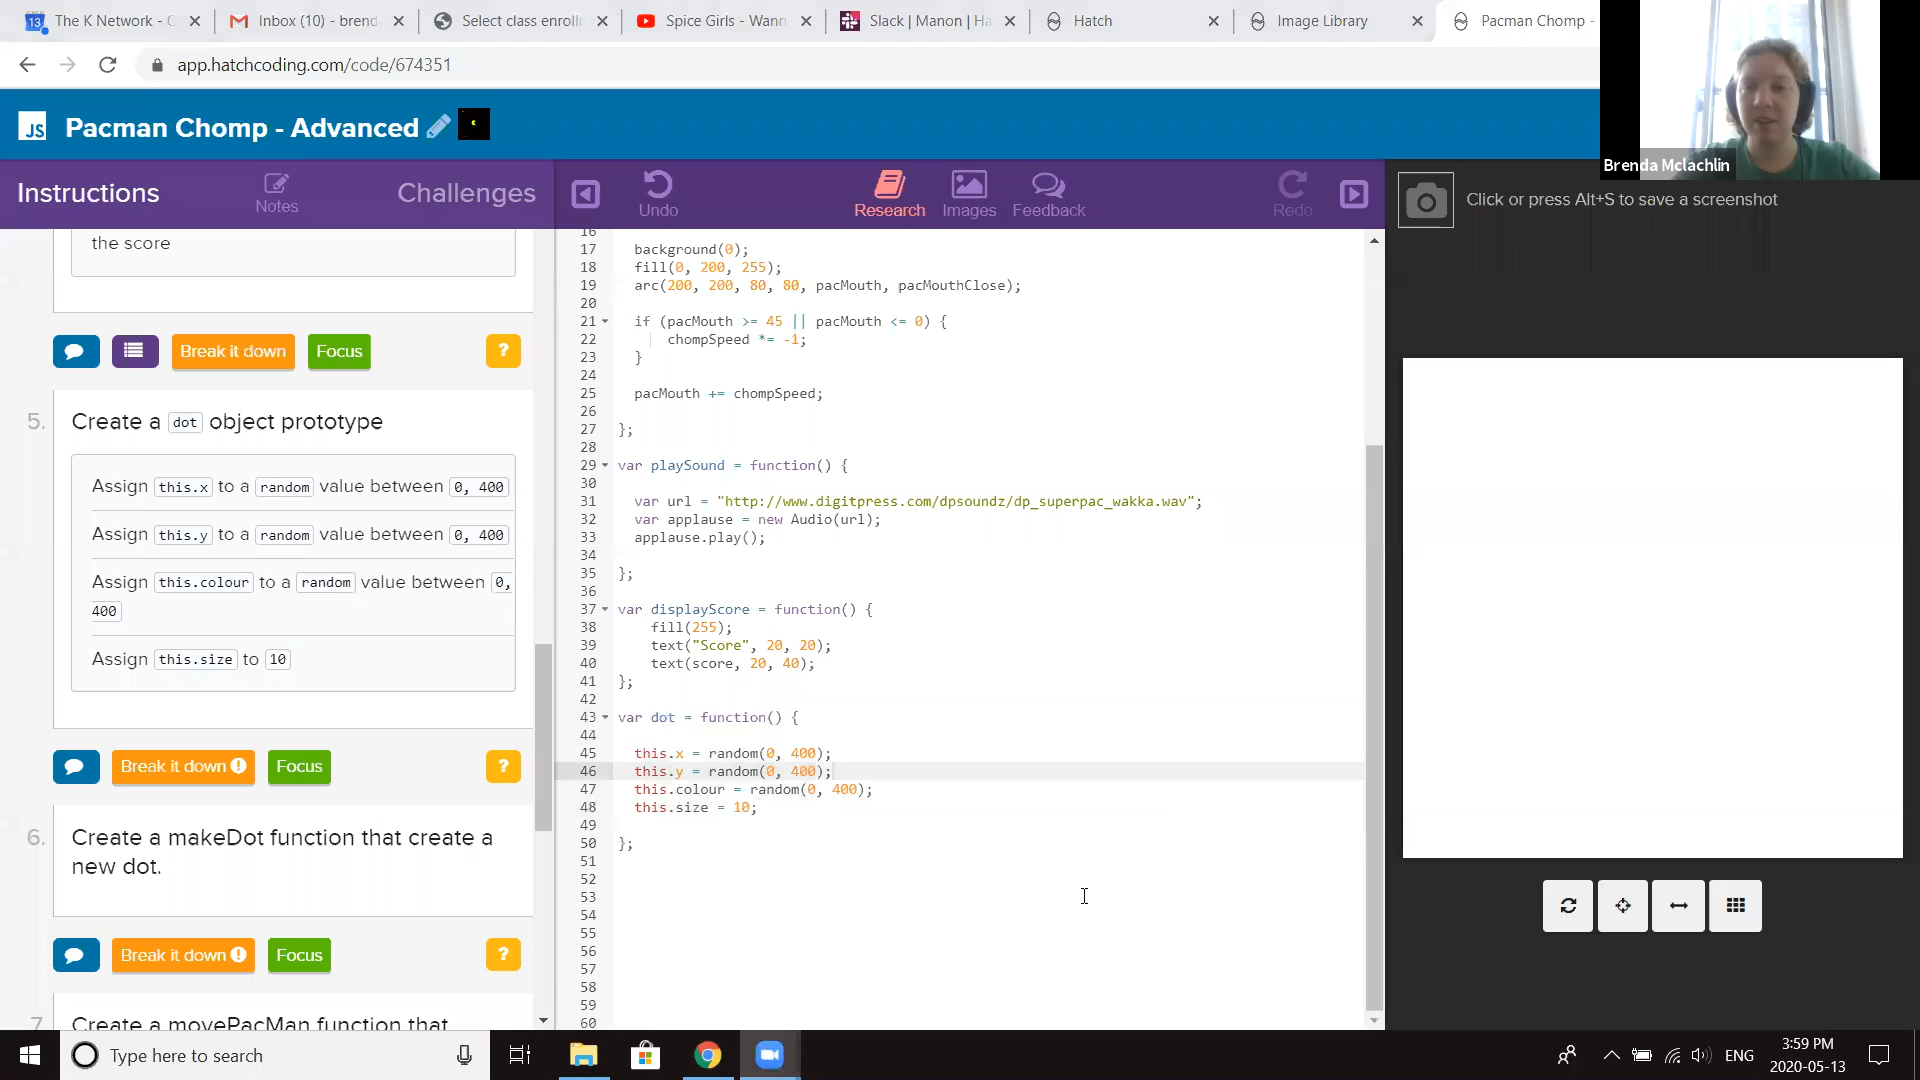 The K Network - C
Inbox (10) - brend
Select class enrolln
Spice Girls - Wann
Slack | Manon | Ha
Hatch
Image Library
Pacman Chomp -
app.hatchcoding.com/code/674351
JS
Pacman Chomp - Advanced
Brenda Mclachlin
Instructions
Notes
Challenges
Undo
Research
Images
Feedback
Redo
Click or press Alt+S to save a screenshot
the score
Break it down
Focus
?
5.
Create a dot object prototype
Assign this.x to a random value between 0, 400
Assign this.y to a random value between 0, 400
Assign this.colour to a random value between 0,
400
Assign this.size to 10
Break it down
Focus
?
6.
Create a makeDot function that create a
new dot.
Break it down
Focus
?
7
Create a movePacMan function that
16
17 background(0);
18 fill(0, 200, 255);
19 arc(200, 200, 80, 80, pacMouth, pacMouthClose);
20
21 if (pacMouth >= 45 || pacMouth <= 0) {
22 chompSpeed *= -1;
23 }
24
25 pacMouth += chompSpeed;
26
27 };
28
29 var playSound = function() {
30
31 var url = "http://www.digitpress.com/dpsoundz/dp_superpac_wakka.wav";
32 var applause = new Audio(url);
33 applause.play();
34
35 };
36
37 var displayScore = function() {
38 fill(255);
39 text("Score", 20, 20);
40 text(score, 20, 40);
41 };
42
43 var dot = function() {
44
45 this.x = random(0, 400);
46 this.y = random(0, 400);
47 this.colour = random(0, 400);
48 this.size = 10;
49
50 };
51
52
53
54
55
56
57
58
59
60
Type here to search
ENG
3:59 PM
2020-05-13